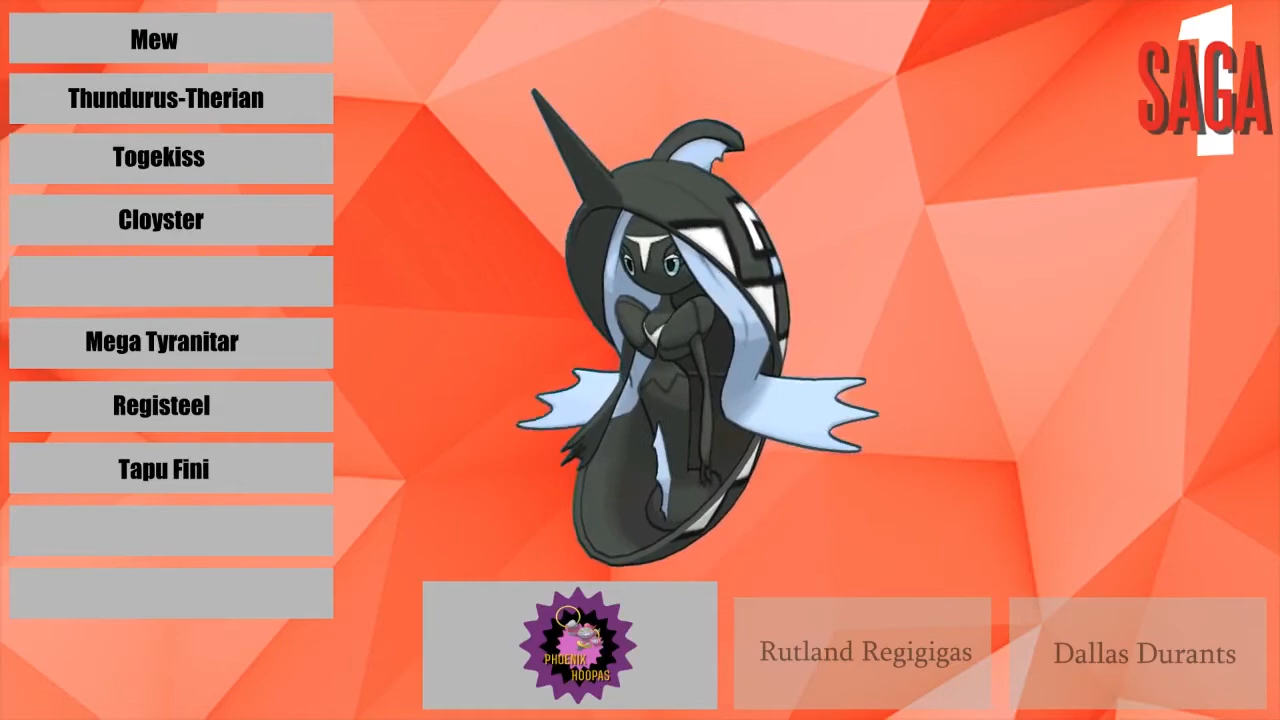 Mew
Thundurus-Therian
Togekiss
Cloyster
Mega Tyranitar
Registeel
Tapu Fini
SAGA
1
PHOENIX
HOOPAS
Rutland Regigigas
Dallas Durants